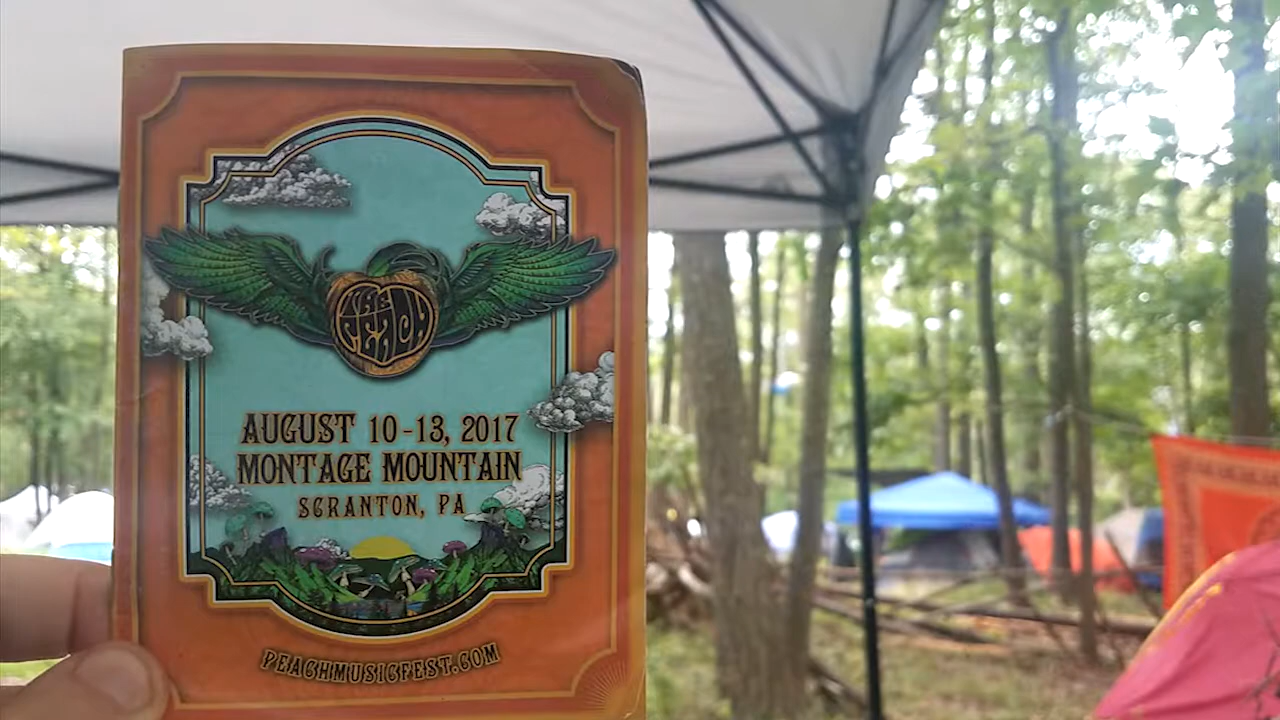 THE
PEACH
AUGUST 10-13, 2017
MONTAGE MOUNTAIN
SCRANTON, PA
PEACHMUSICFEST.COM